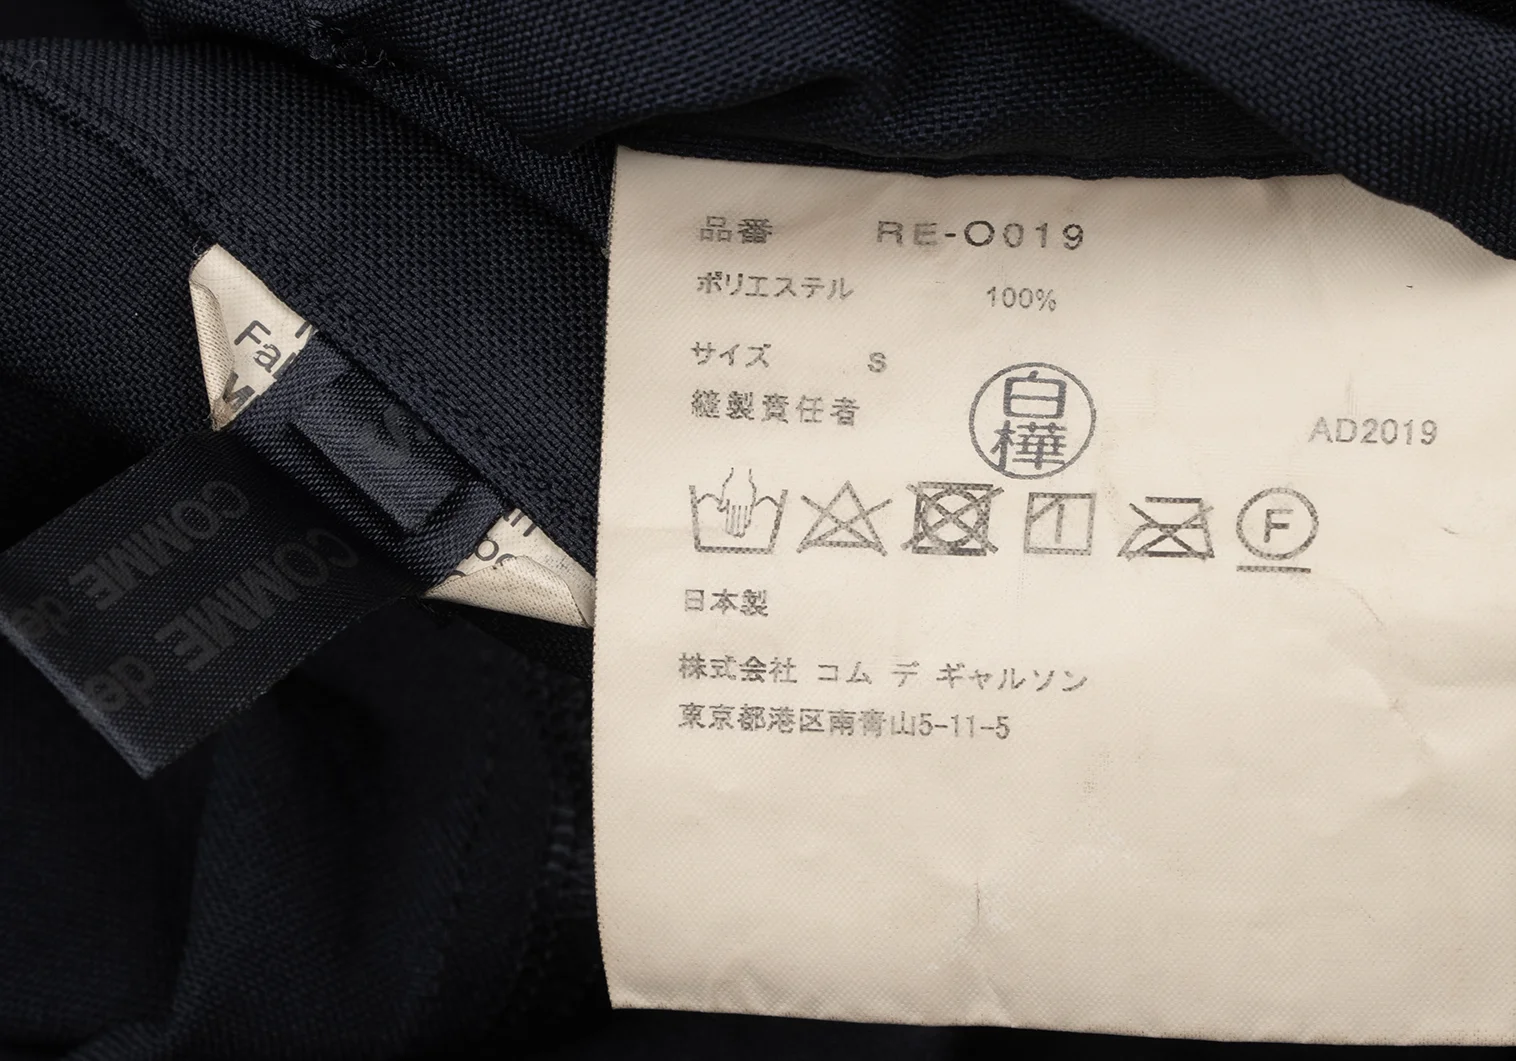 品番 RE-O019
ポリエステル 100%
サイズ S
縫製責任者 白樺
AD2019
F
日本製
株式会社 コム デ ギャルソン
東京都港区南青山5-11-5
S
COMME de
COMME de